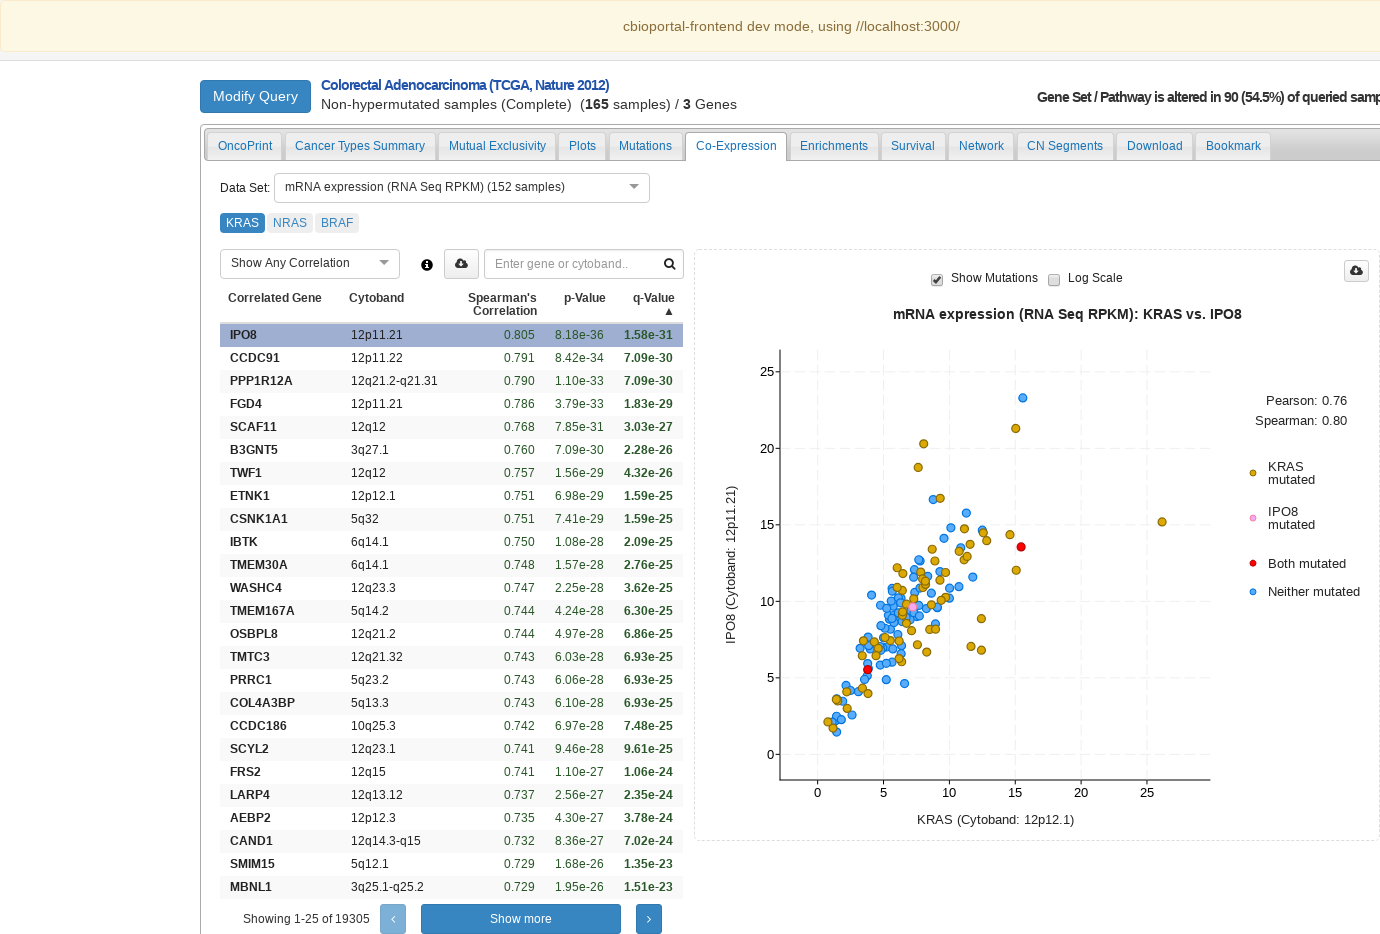 cbioportal-frontend dev mode, using //localhost:3000/
Modify Query
Colorectal Adenocarcinoma (TCGA, Nature 2012)
Non-hypermutated samples (Complete) (165 samples) / 3 Genes
Gene Set / Pathway is altered in 90 (54.5%) of queried
OncoPrint Cancer Types Summary Mutual Exclusivity Plots Mutations Co-Expression Enrichments Survival Network CN Segments Download Bookmark
Data Set: mRNA expression (RNA Seq RPKM) (152 samples)
KRAS NRAS BRAF
Show Any Correlation
Enter gene or cytoband..
Correlated Gene Cytoband Spearman's Correlation p-Value q-Value ▲
IPO8 12p11.21 0.805 8.18e-36 1.58e-31
CCDC91 12p11.22 0.791 8.42e-34 7.09e-30
PPP1R12A 12q21.2-q21.31 0.790 1.10e-33 7.09e-30
FGD4 12p11.21 0.786 3.79e-33 1.83e-29
SCAF11 12q12 0.768 7.85e-31 3.03e-27
B3GNT5 3q27.1 0.760 7.09e-30 2.28e-26
TWF1 12q12 0.757 1.56e-29 4.32e-26
ETNK1 12p12.1 0.751 6.98e-29 1.59e-25
CSNK1A1 5q32 0.751 7.41e-29 1.59e-25
IBTK 6q14.1 0.750 1.08e-28 2.09e-25
TMEM30A 6q14.1 0.748 1.57e-28 2.76e-25
WASHC4 12q23.3 0.747 2.25e-28 3.62e-25
TMEM167A 5q14.2 0.744 4.24e-28 6.30e-25
OSBPL8 12q21.2 0.744 4.97e-28 6.86e-25
TMTC3 12q21.32 0.743 6.03e-28 6.93e-25
PRRC1 5q23.2 0.743 6.06e-28 6.93e-25
COL4A3BP 5q13.3 0.743 6.10e-28 6.93e-25
CCDC186 10q25.3 0.742 6.97e-28 7.48e-25
SCYL2 12q23.1 0.741 9.46e-28 9.61e-25
FRS2 12q15 0.741 1.10e-27 1.06e-24
LARP4 12q13.12 0.737 2.56e-27 2.35e-24
AEBP2 12p12.3 0.735 4.30e-27 3.78e-24
CAND1 12q14.3-q15 0.732 8.36e-27 7.02e-24
SMIM15 5q12.1 0.729 1.68e-26 1.35e-23
MBNL1 3q25.1-q25.2 0.729 1.95e-26 1.51e-23
Showing 1-25 of 19305 ‹ Show more ›
Show Mutations Log Scale
mRNA expression (RNA Seq RPKM): KRAS vs. IPO8
Pearson: 0.76
Spearman: 0.80
KRAS
mutated
IPO8
mutated
Both mutated
Neither mutated
IPO8 (Cytoband: 12p11.21)
25
20
15
10
5
0
0 5 10 15 20 25
KRAS (Cytoband: 12p12.1)